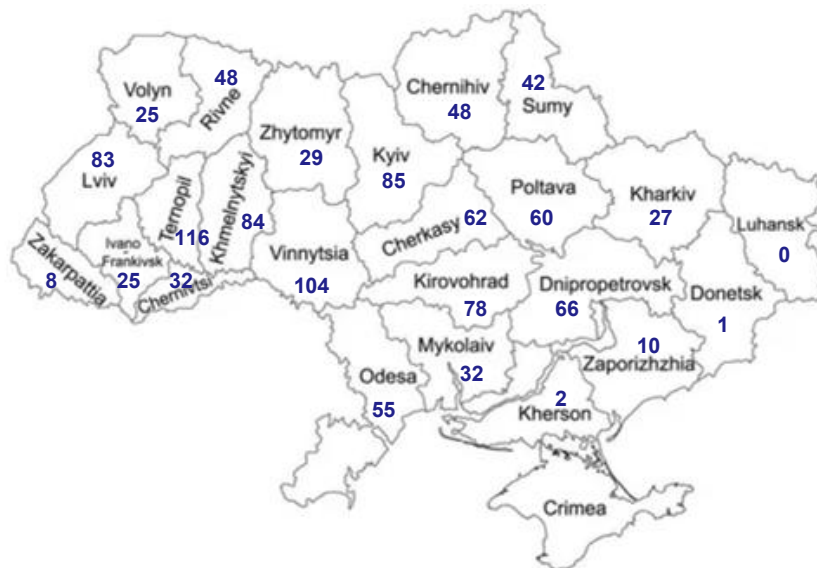 Volyn
25
48
Rivne
Zhytomyr
29
Kyiv
85
Chernihiv
48
42
Sumy
83
Lviv
Ternopil
116
Khmelnytskyi
84
Vinnytsia
104
Cherkasy 62
Poltava
60
Kharkiv
27
Luhansk
0
Zakarpattia
8
Ivano
Frankivsk
25
32
Chernivtsi
Kirovohrad
78
Dnipropetrovsk
66
Donetsk
1
Odesa
55
Mykolaiv
32
10
Zaporizhzhia
2
Kherson
Crimea